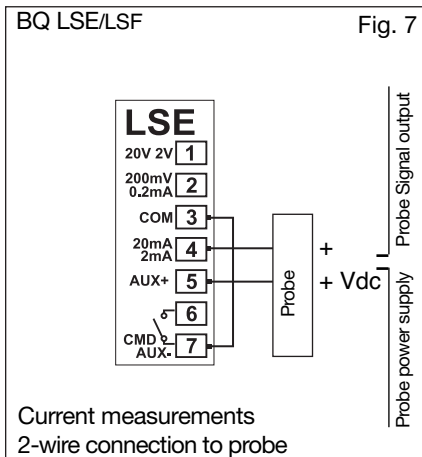 BQ LSE/LSF
Fig. 7
LSE
20V 2V 1
200mV
0.2mA 2
COM 3
20mA
2mA 4
AUX+ 5
6
CMD
AUX- 7
Probe
+
+ Vdc
Probe Signal output
Probe power supply
Current measurements
2-wire connection to probe